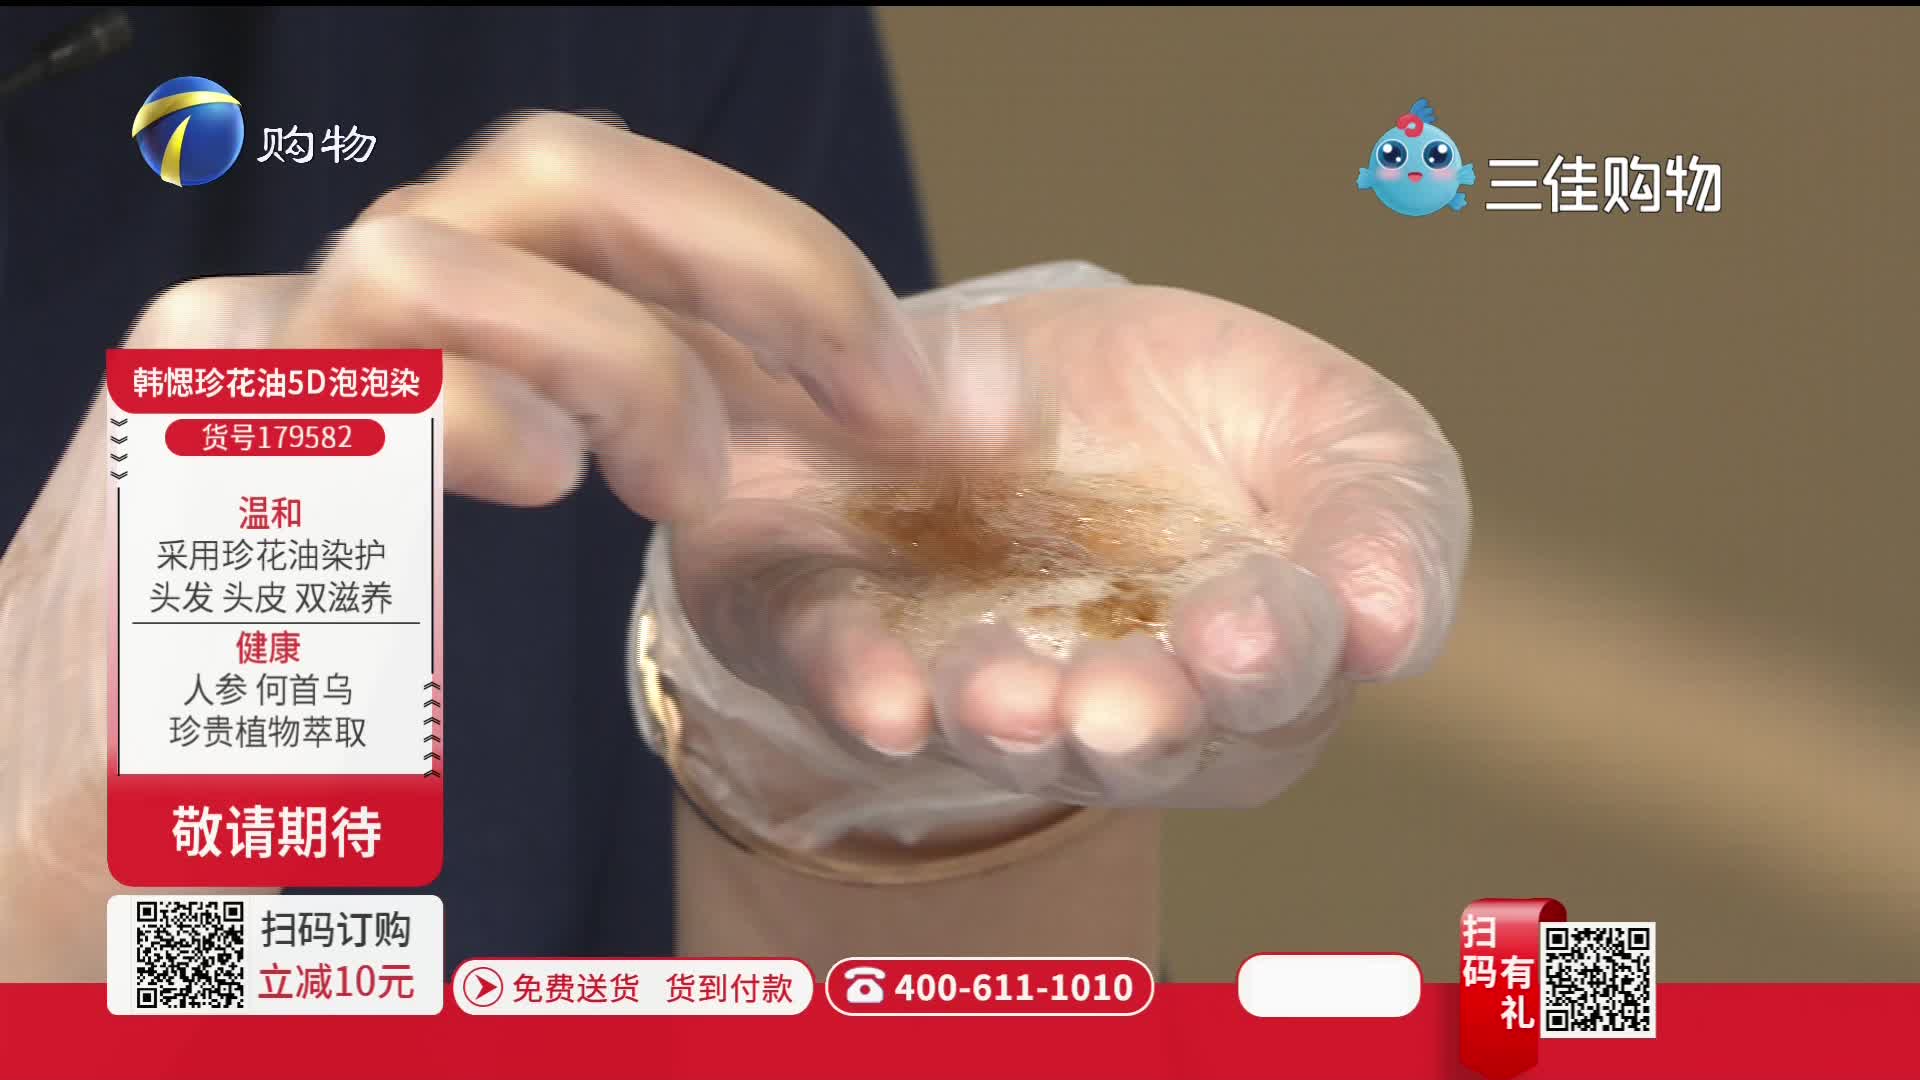 购物
三佳购物
韩愢珍花油5D泡泡染
货号179582
温和
采用珍花油染护
头发 头皮 双滋养
健康
人参 何首乌
珍贵植物萃取
敬请期待
扫码订购
立减10元
免费送货 货到付款
400-611-1010
扫码
有礼